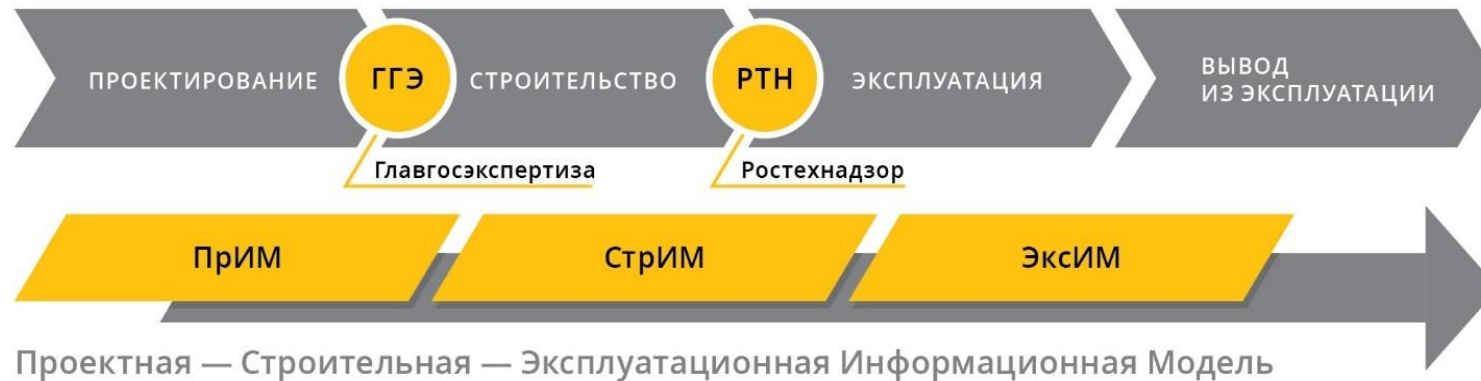 ПРОЕКТИРОВАНИЕ
ГГЭ
СТРОИТЕЛЬСТВО
РТН
ЭКСПЛУАТАЦИЯ
ВЫВОД
ИЗ ЭКСПЛУАТАЦИИ
Главгосэкспертиза
Ростехнадзор
ПрИМ
СтрИМ
ЭксИМ
Проектная — Строительная — Эксплуатационная Информационная Модель